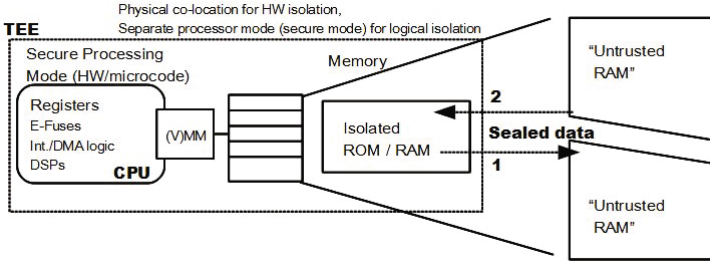 Physical co-location for HW isolation,
Separate processor mode (secure mode) for logical isolation
TEE
Secure Processing
Mode (HW/microcode)
Memory
Registers
E-Fuses
Int./DMA logic
DSPs
CPU
(V)MM
Isolated
ROM / RAM
2
Sealed data
1
“Untrusted
RAM”
“Untrusted
RAM”